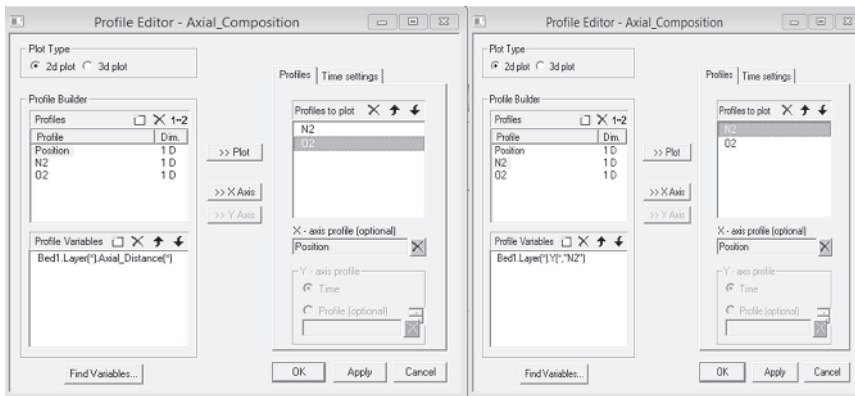 Profile Editor - Axial_Composition
Plot Type
2d plot 3d plot
Profile Builder
Profiles 1--2
Profile Dim.
Position 1 D
N2 1 D
O2 1 D
>> Plot
>> X Axis
>> Y Axis
Profile Variables
Bed1.Layer(*).Axial_Distance(*)
Find Variables...
Profiles Time settings
Profiles to plot
N2
O2
X - axis profile (optional)
Position
Y - axis profile
Time
Profile (optional)
OK Apply Cancel
Profile Editor - Axial_Composition
Plot Type
2d plot 3d plot
Profile Builder
Profiles 1--2
Profile Dim.
Position 1 D
N2 1 D
O2 1 D
>> Plot
>> X Axis
>> Y Axis
Profile Variables
Bed1.Layer(*).Y(*,"N2")
Find Variables...
Profiles Time settings
Profiles to plot
N2
O2
X - axis profile (optional)
Position
Y - axis profile
Time
Profile (optional)
OK Apply Cancel